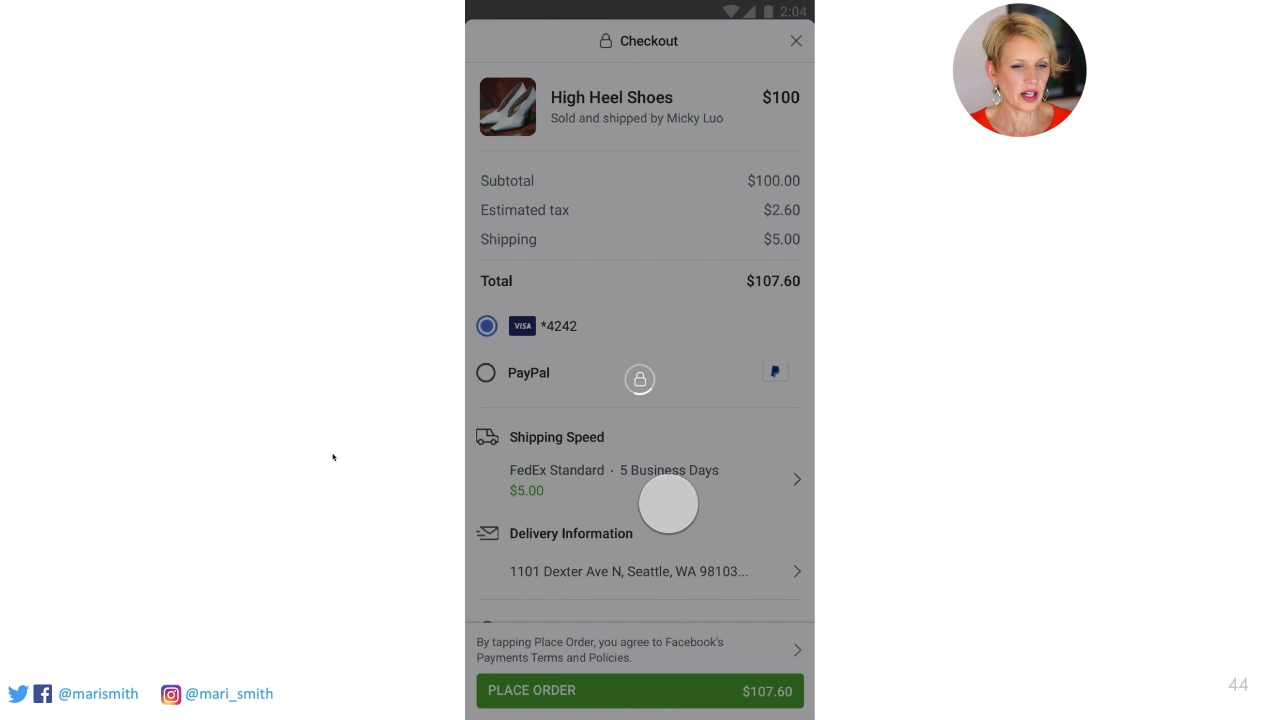 2:04
Checkout
High Heel Shoes $100
Sold and shipped by Micky Luo
Subtotal $100.00
Estimated tax $2.60
Shipping $5.00
Total $107.60
VISA *4242
PayPal
Shipping Speed
FedEx Standard · 5 Business Days
$5.00
Delivery Information
1101 Dexter Ave N, Seattle, WA 98103...
By tapping Place Order, you agree to Facebook's
Payments Terms and Policies.
PLACE ORDER $107.60
@marismith @mari_smith
44